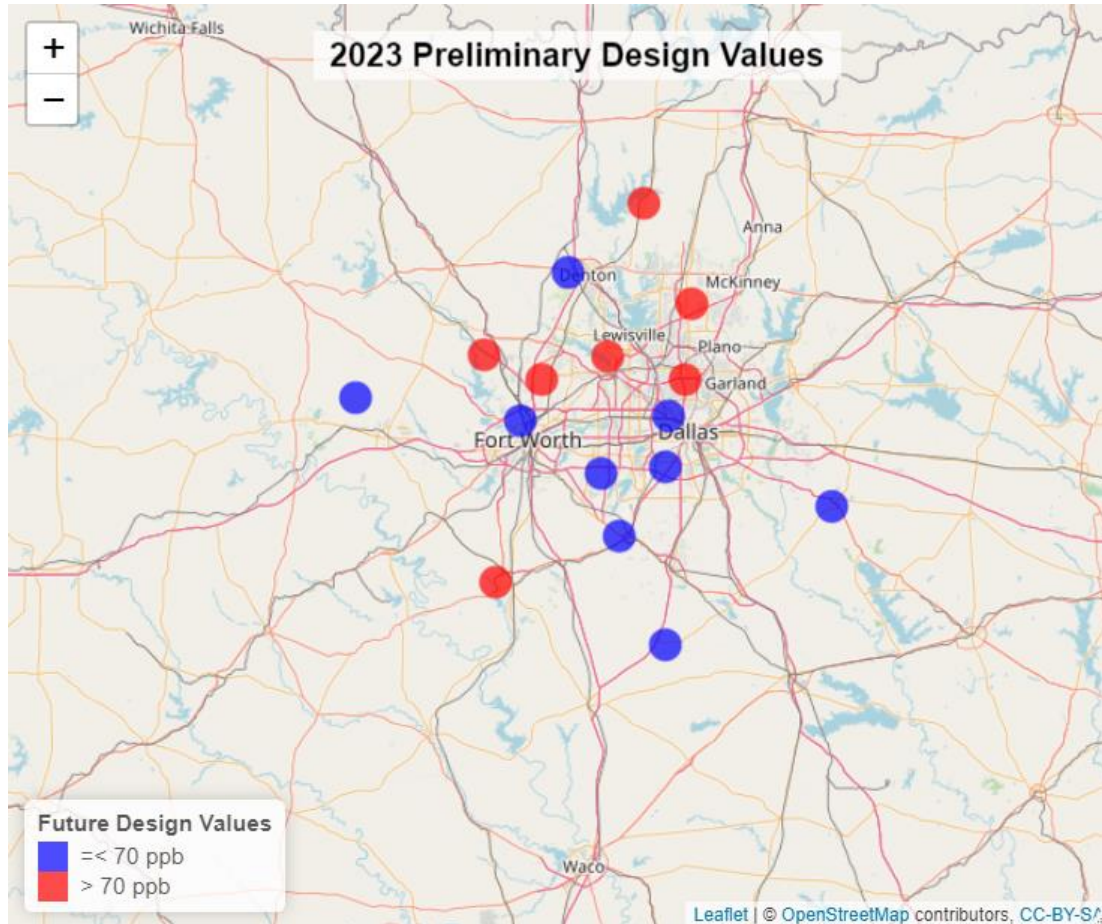 Wichita Falls
+
−
2023 Preliminary Design Values
Anna
Denton
McKinney
Lewisville
Plano
Garland
Fort Worth
Dallas
Waco
Future Design Values
=< 70 ppb
> 70 ppb
Leaflet | © OpenStreetMap contributors, CC-BY-SA